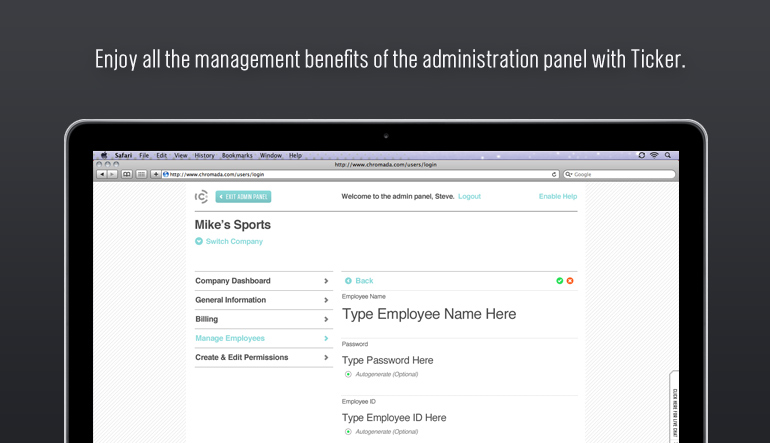 Enjoy all the management benefits of the administration panel with Ticker.
Safari File Edit View History Bookmarks Window Help
http://www.chromada.com/users/login
http://www.chromada.com/users/login
Google
EXIT ADMIN PANEL
Welcome to the admin panel, Steve. Logout
Enable Help
Mike's Sports
Switch Company
Company Dashboard
General Information
Billing
Manage Employees
Create & Edit Permissions
Back
Employee Name
Type Employee Name Here
Password
Type Password Here
Autogenerate (Optional)
Employee ID
Type Employee ID Here
Autogenerate (Optional)
CLICK HERE FOR LIVE CHAT